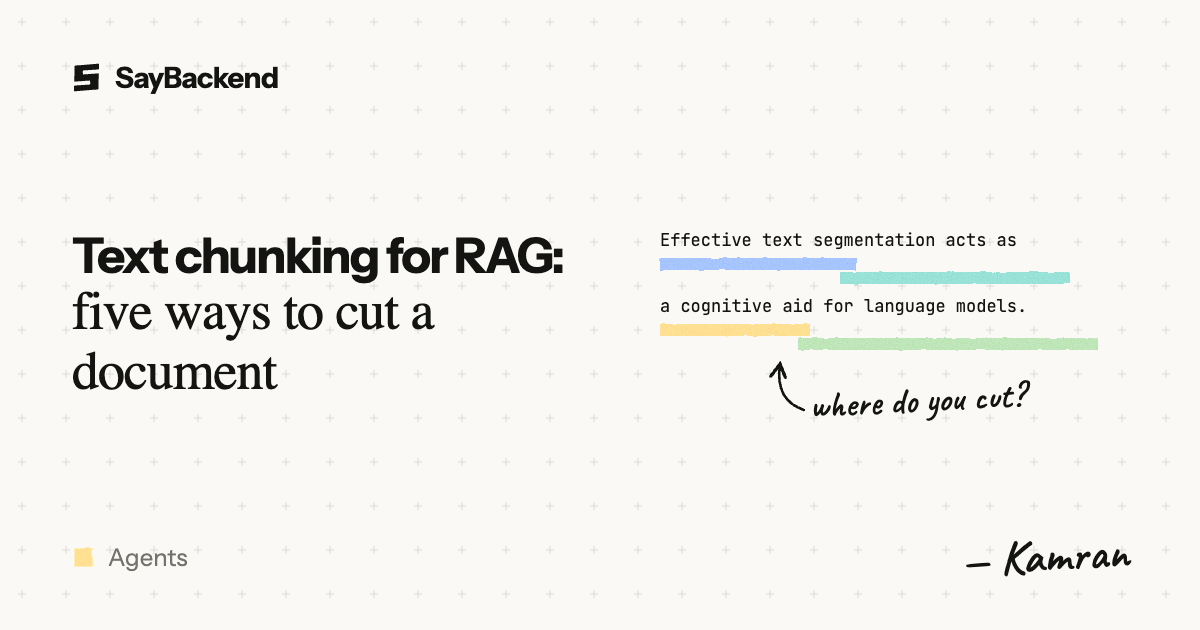 SayBackend
Text chunking for RAG:
five ways to cut a
document
Effective text segmentation acts as
a cognitive aid for language models.
where do you cut?
Agents
— Kamran